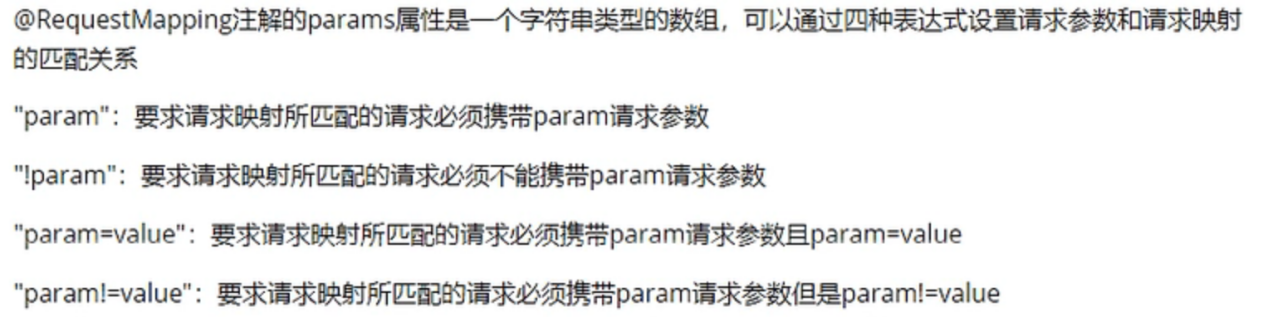 @RequestMapping注解的params属性是一个字符串类型的数组，可以通过四种表达式设置请求参数和请求映射
的匹配关系
"param"：要求请求映射所匹配的请求必须携带param请求参数
"!param"：要求请求映射所匹配的请求必须不能携带param请求参数
"param=value"：要求请求映射所匹配的请求必须携带param请求参数且param=value
"param!=value"：要求请求映射所匹配的请求必须携带param请求参数但是param!=value